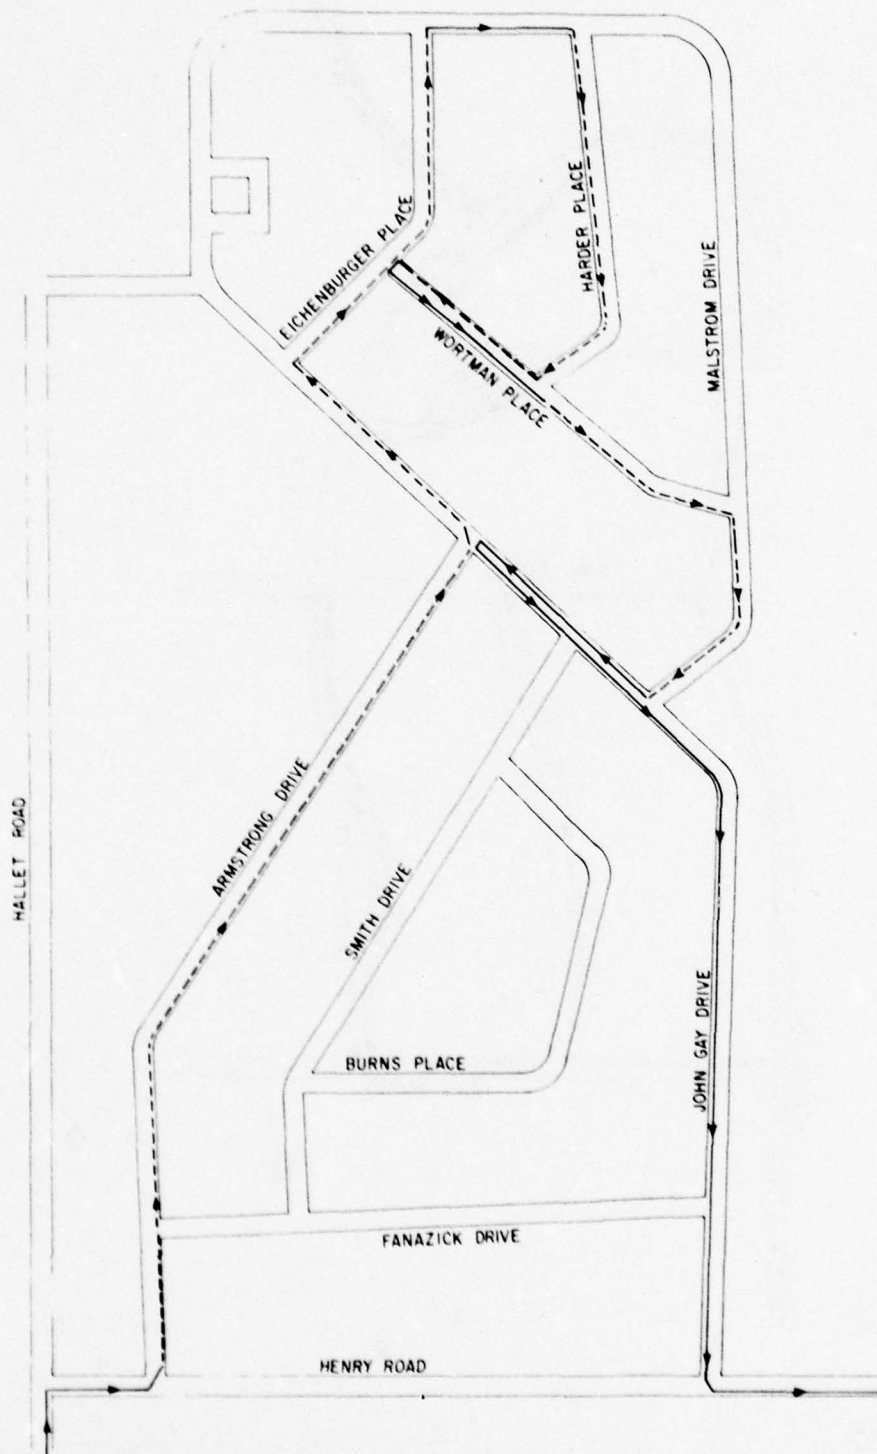 EICHENBURGER PLACE
HARDER PLACE
MALSTROM DRIVE
WORTMAN PLACE
ARMSTRONG DRIVE
HALLET ROAD
SMITH DRIVE
BURNS PLACE
JOHN GAY DRIVE
FANAZICK DRIVE
HENRY ROAD